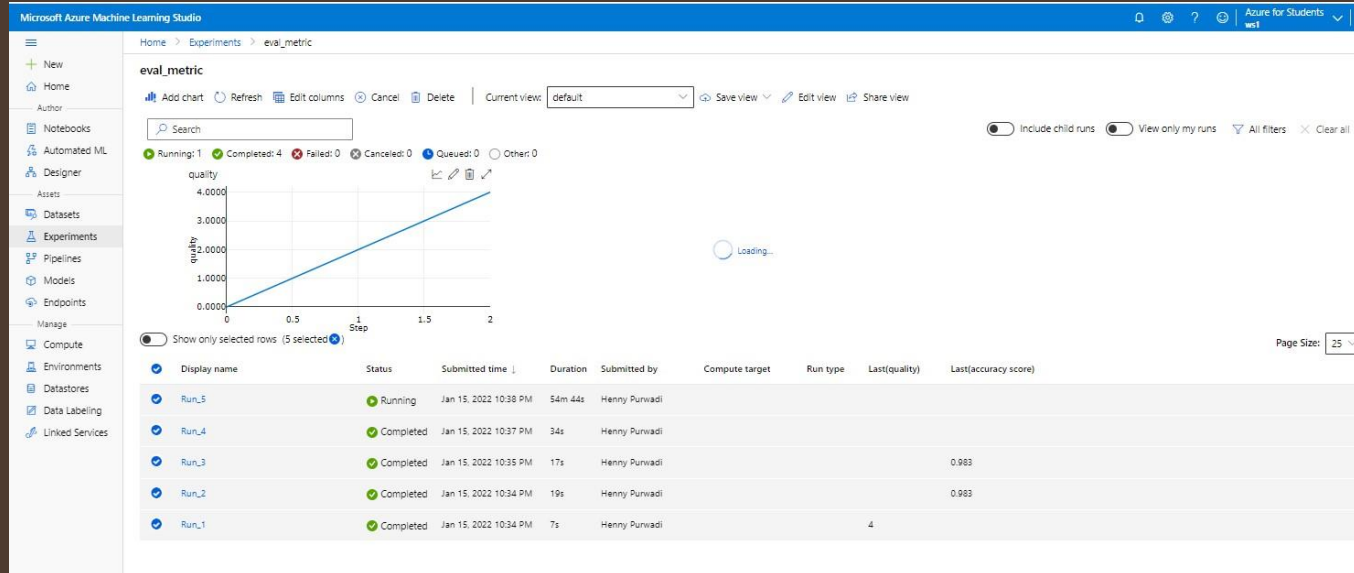 Microsoft Azure Machine Learning Studio
Azure for Students
ws1
Home > Experiments > eval_metric
New
Home
Author
Notebooks
Automated ML
Designer
Assets
Datasets
Experiments
Pipelines
Models
Endpoints
Manage
Compute
Environments
Datastores
Data Labeling
Linked Services
eval_metric
Add chart Refresh Edit columns Cancel Delete Current view: default Save view Edit view Share view
Search
Include child runs View only my runs All filters Clear all
Running: 1 Completed: 4 Failed: 0 Canceled: 0 Queued: 0 Other: 0
quality
4.0000
3.0000
2.0000
1.0000
0.0000
quality
0 0.5 1 1.5 2
Step
Loading...
Show only selected rows (5 selected)
Page Size: 25
Display name Status Submitted time ↓ Duration Submitted by Compute target Run type Last(quality) Last(accuracy score)
Run_5 Running Jan 15, 2022 10:38 PM 54m 44s Henny Purwadi
Run_4 Completed Jan 15, 2022 10:37 PM 34s Henny Purwadi
Run_3 Completed Jan 15, 2022 10:35 PM 17s Henny Purwadi 0.983
Run_2 Completed Jan 15, 2022 10:34 PM 19s Henny Purwadi 0.983
Run_1 Completed Jan 15, 2022 10:34 PM 7s Henny Purwadi 4